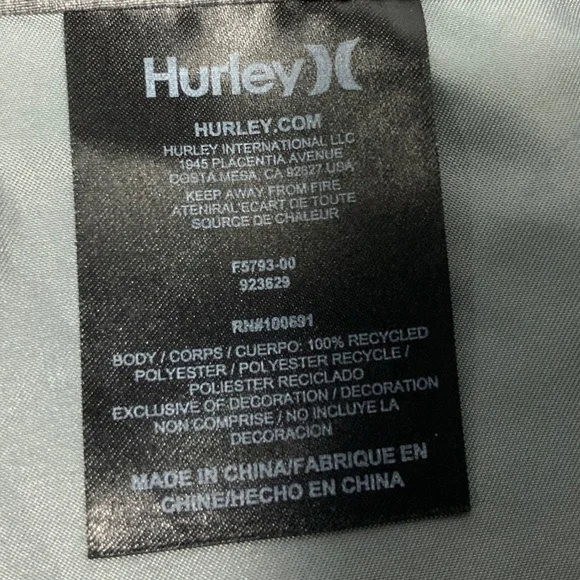 Hurley
HURLEY.COM
HURLEY INTERNATIONAL LLC
1945 PLACENTIA AVENUE
COSTA MESA, CA 92627 USA
KEEP AWAY FROM FIRE
ATENIRAL'ECART DE TOUTE
SOURCE DE CHALEUR
F5793-00
923629
RN#100691
BODY / CORPS / CUERPO: 100% RECYCLED
POLYESTER / POLYESTER RECYCLE /
POLIESTER RECICLADO
EXCLUSIVE OF DECORATION / DECORATION
NON COMPRISE / NO INCLUYE LA
DECORACION
MADE IN CHINA/FABRIQUE EN
CHINE/HECHO EN CHINA